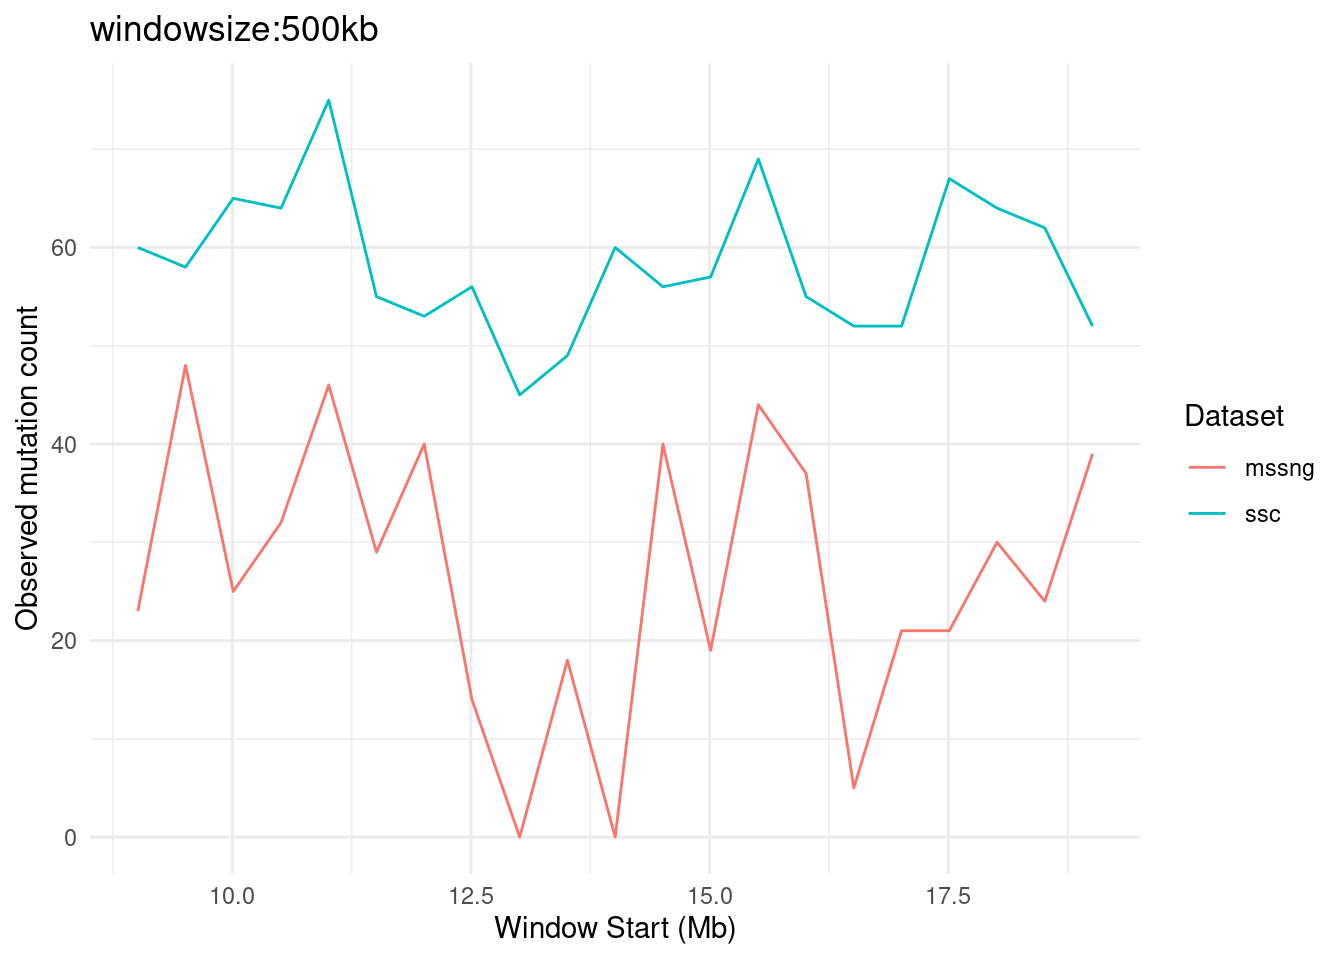 windowsize:500kb
Observed mutation count
60
40
20
0
10.0 12.5 15.0 17.5
Window Start (Mb)
Dataset
mssng
ssc